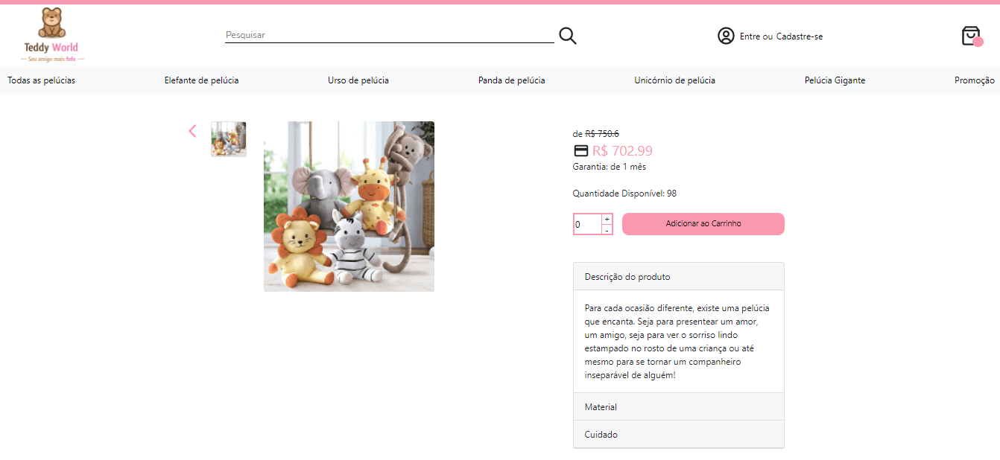 Teddy World
Seu amigo mais fofo
Pesquisar
Entre ou Cadastre-se
Todas as pelúcias
Elefante de pelúcia
Urso de pelúcia
Panda de pelúcia
Unicórnio de pelúcia
Pelúcia Gigante
Promoção
de R$ 750.6
R$ 702.99
Garantia: de 1 mês
Quantidade Disponível: 98
0
+
-
Adicionar ao Carrinho
Descrição do produto
Para cada ocasião diferente, existe uma pelúcia
que encanta. Seja para presentear um amor,
um amigo, seja para ver o sorriso lindo
estampado no rosto de uma criança ou até
mesmo para se tornar um companheiro
inseparável de alguém!
Material
Cuidado